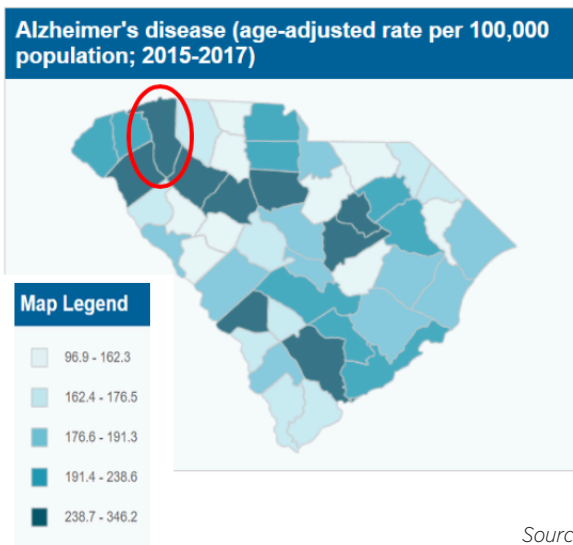 Alzheimer's disease (age-adjusted rate per 100,000
population; 2015-2017)
Map Legend
96.9 - 162.3
162.4 - 176.5
176.6 - 191.3
191.4 - 238.6
238.7 - 346.2
Sourc